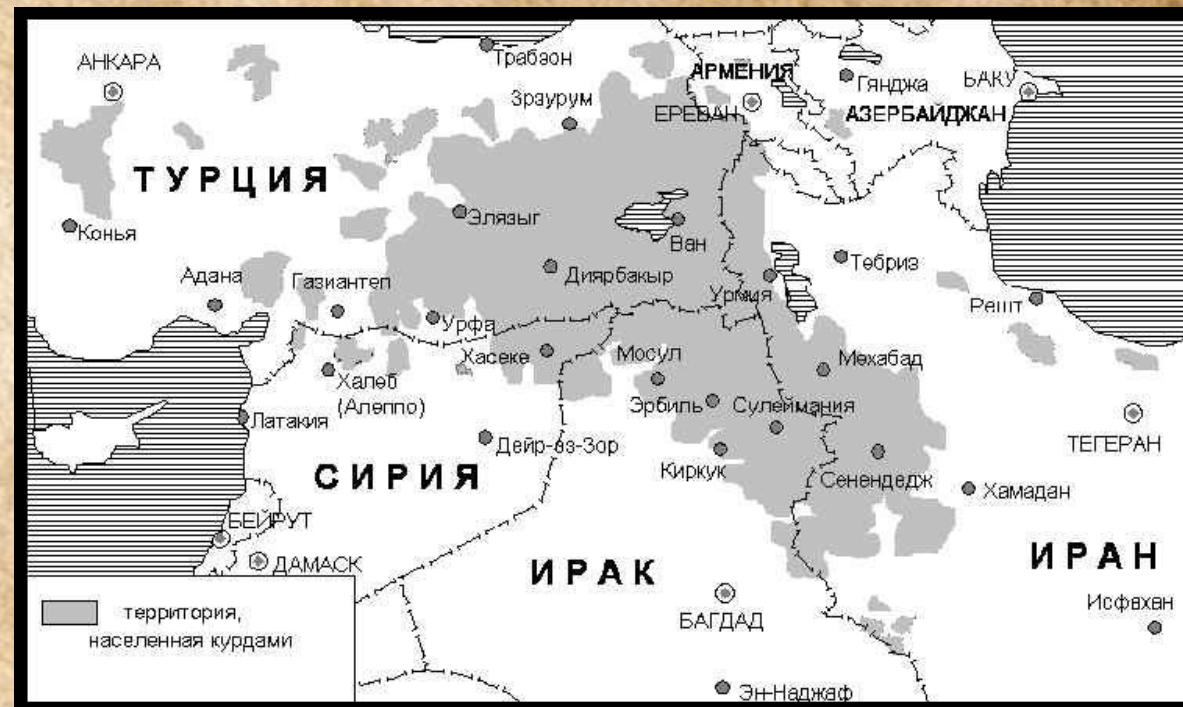 Трабзон
АНКАРА
АРМЕНИЯ
Гянджа
БАКУ
Эрзурум
ЕРЕВАН
АЗЕРБАЙДЖАН
ТУРЦИЯ
Элязыг
Ван
Конья
Адана
Газиантеп
Диярбакыр
Урмия
Тебриз
Решт
Урфа
Хасеке
Мосул
Мехабад
Халеб
(Алеппо)
Эрбиль
Сулеймания
Латакия
Дейр-эз-Зор
ТЕГЕРАН
СИРИЯ
Киркук
Сенендедж
Хамадан
БЕЙРУТ
ДАМАСК
ИРАК
ИРАН
территория,
населенная курдами
БАГДАД
Исфахан
Эн-Наджаф